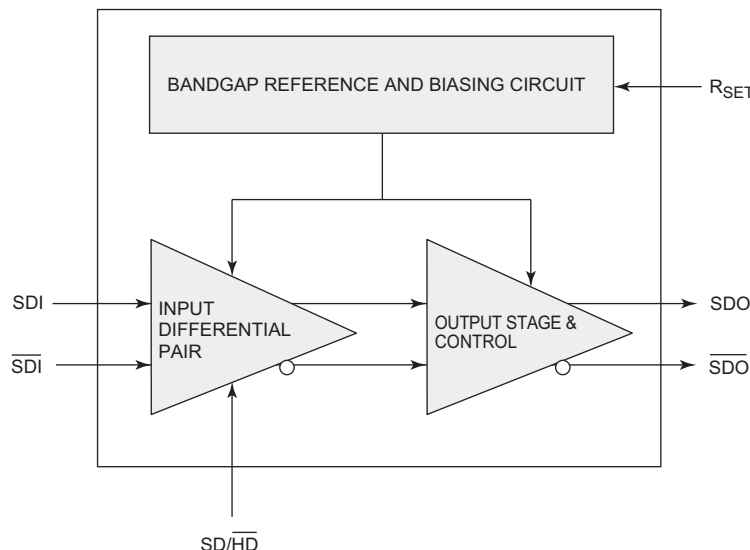 BANDGAP REFERENCE AND BIASING CIRCUIT
RSET
SDI
SDI
INPUT
DIFFERENTIAL
PAIR
OUTPUT STAGE &
CONTROL
SDO
SDO
SD/HD